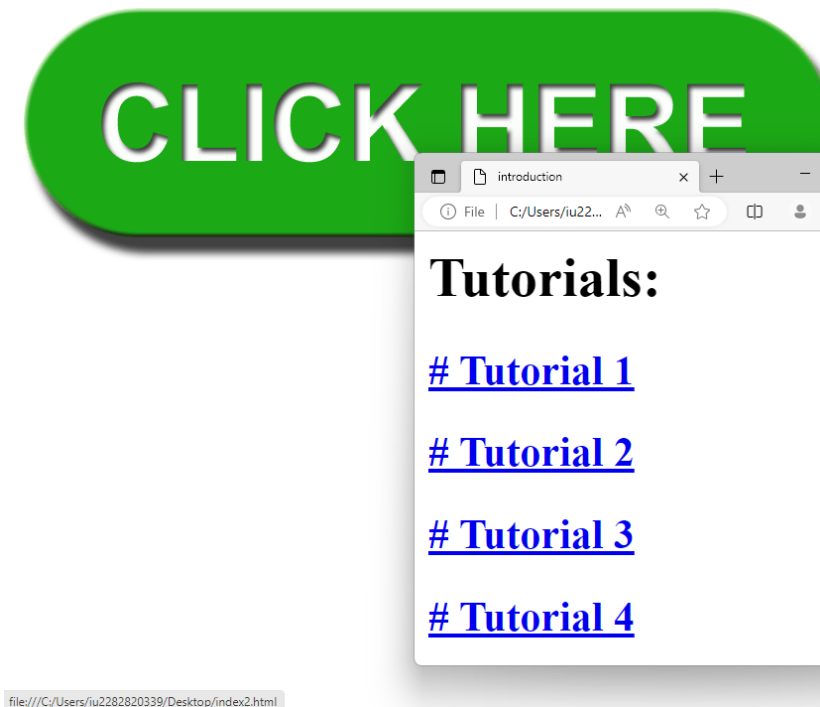 CLICK HERE
introduction
File
C:/Users/iu22...
Tutorials:
# Tutorial 1
# Tutorial 2
# Tutorial 3
# Tutorial 4
file:///C:/Users/iu2282820339/Desktop/index2.html